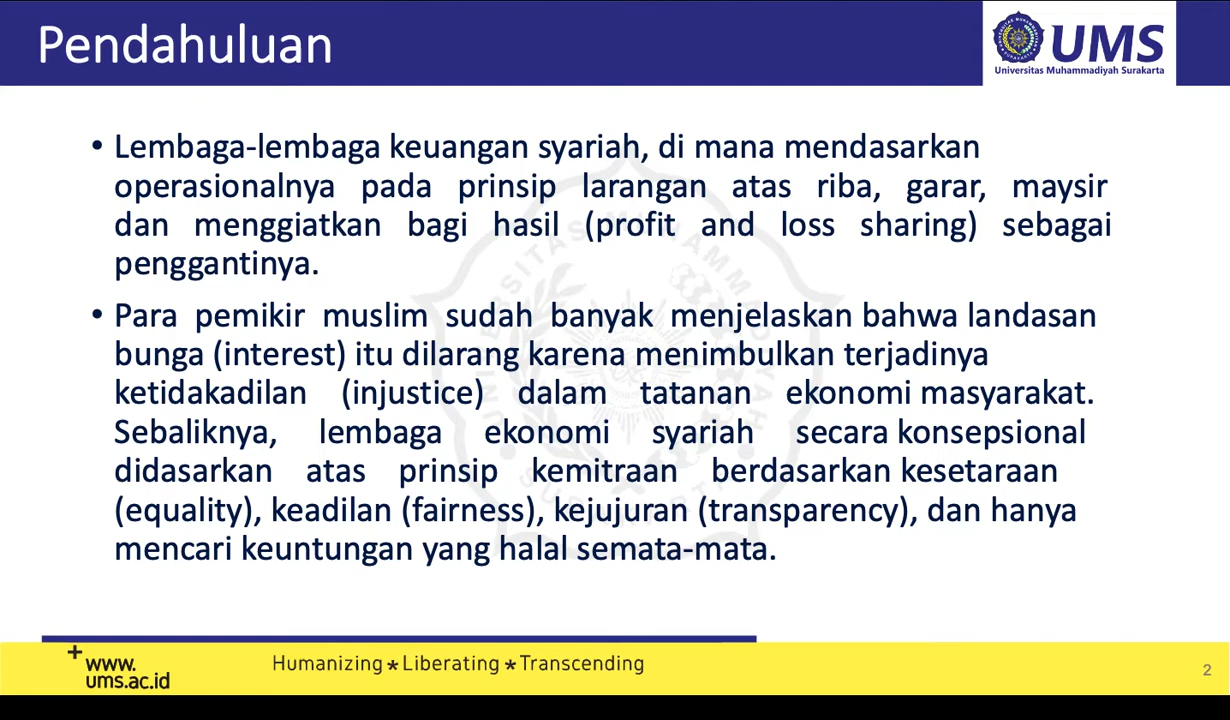 Pendahuluan
UMS
Universitas Muhammadiyah Surakarta
• Lembaga-lembaga keuangan syariah, di mana mendasarkan
operasionalnya pada prinsip larangan atas riba, garar, maysir
dan menggiatkan bagi hasil (profit and loss sharing) sebagai
penggantinya.
• Para pemikir muslim sudah banyak menjelaskan bahwa landasan
bunga (interest) itu dilarang karena menimbulkan terjadinya
ketidakadilan (injustice) dalam tatanan ekonomi masyarakat.
Sebaliknya, lembaga ekonomi syariah secara konsepsional
didasarkan atas prinsip kemitraan berdasarkan kesetaraan
(equality), keadilan (fairness), kejujuran (transparency), dan hanya
mencari keuntungan yang halal semata-mata.
www.
ums.ac.id
Humanizing * Liberating * Transcending
2